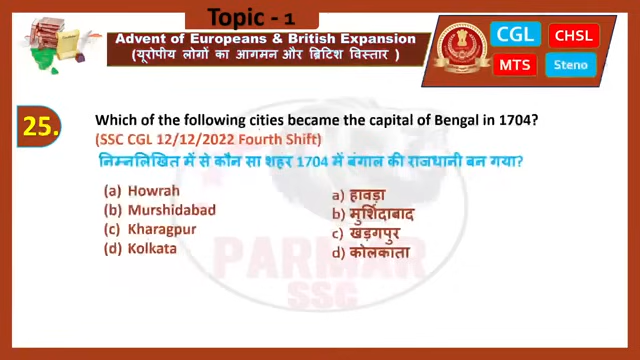 Topic - 1
Advent of Europeans & British Expansion
(यूरोपीय लोगों का आगमन और ब्रिटिश विस्तार )
CGL
CHSL
MTS
Steno
25.
Which of the following cities became the capital of Bengal in 1704?
(SSC CGL 12/12/2022 Fourth Shift)
निम्नलिखित में से कौन सा शहर 1704 में बंगाल की राजधानी बन गया?
(a) Howrah
(b) Murshidabad
(c) Kharagpur
(d) Kolkata
a) हावड़ा
b) मुर्शिदाबाद
c) खड़गपुर
d) कोलकाता
PARMAR
SSC